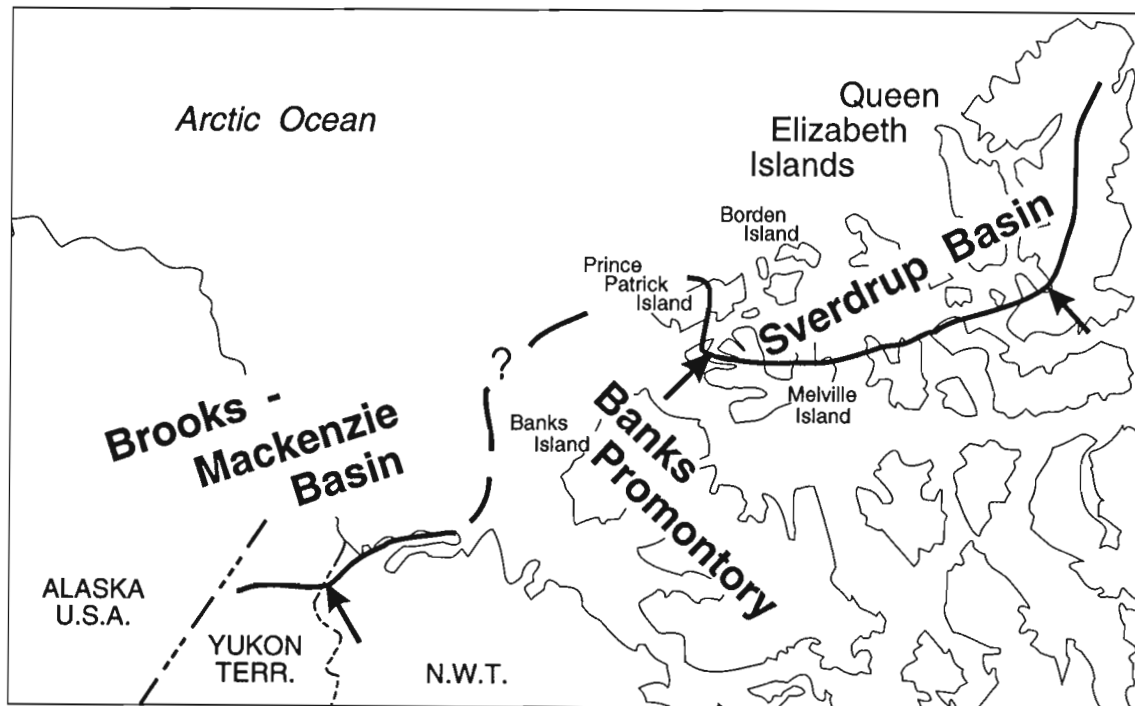 Arctic Ocean
Queen
Elizabeth
Islands
Borden
Island
Prince
Patrick
Island
Sverdrup Basin
?
Melville
Island
Banks
Island
Banks
Promontory
Brooks -
Mackenzie
Basin
ALASKA
U.S.A.
YUKON
TERR.
N.W.T.